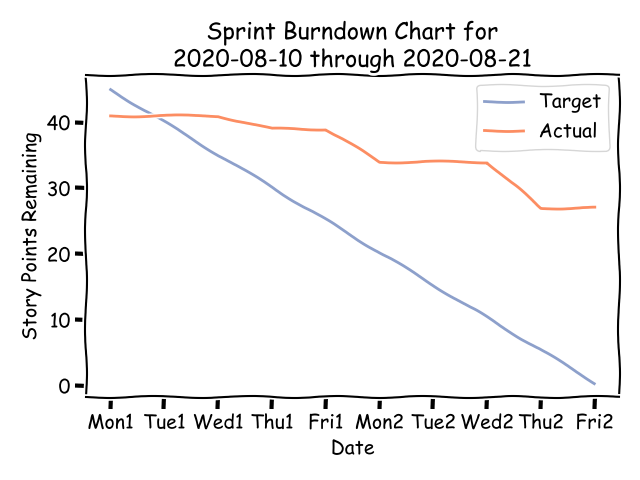 Sprint Burndown Chart for
2020-08-10 through 2020-08-21
Target
Actual
Story Points Remaining
40
30
20
10
0
Mon1 Tue1 Wed1 Thu1 Fri1 Mon2 Tue2 Wed2 Thu2 Fri2
Date